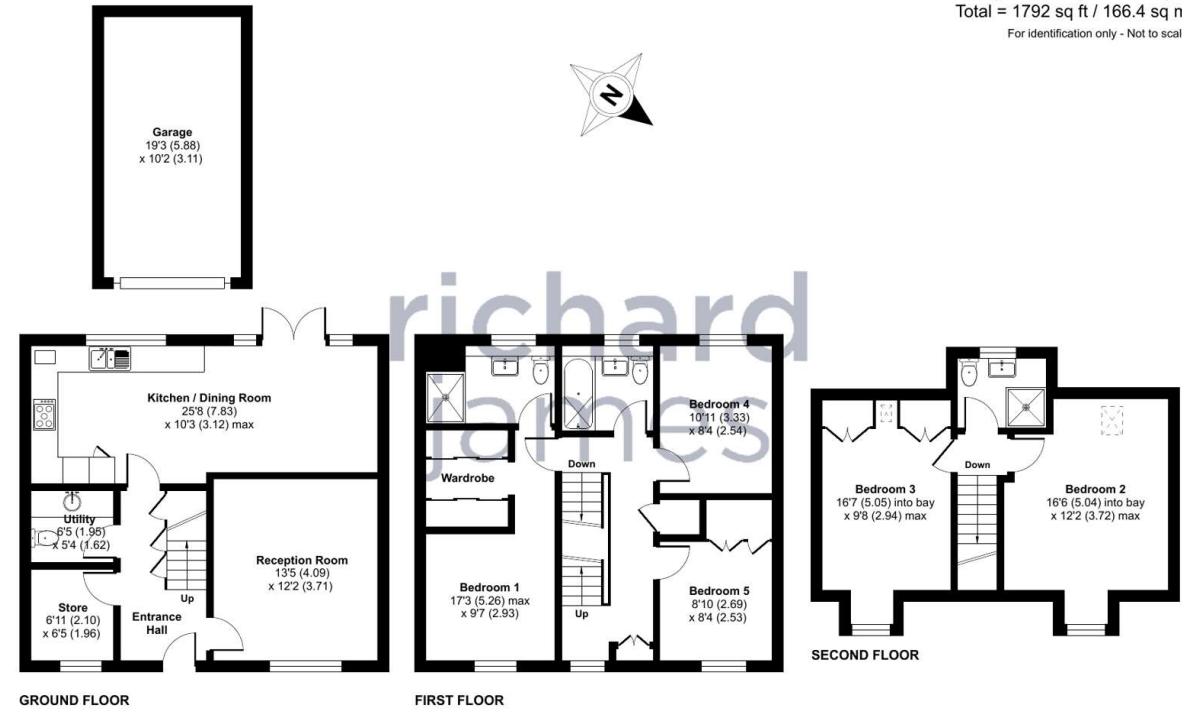 Total = 1792 sq ft / 166.4 sq m
For identification only - Not to scal
N
Garage
19'3 (5.88)
x 10'2 (3.11)
richard
james
Kitchen / Dining Room
25'8 (7.83)
x 10'3 (3.12) max
Utility
6'5 (1.95)
x 5'4 (1.62)
Store
6'11 (2.10)
x 6'5 (1.96)
Up
Entrance
Hall
Reception Room
13'5 (4.09)
x 12'2 (3.71)
GROUND FLOOR
Wardrobe
Down
Bedroom 4
10'11 (3.33)
x 8'4 (2.54)
Bedroom 1
17'3 (5.26) max
x 9'7 (2.93)
Up
Bedroom 5
8'10 (2.69)
x 8'4 (2.53)
FIRST FLOOR
Down
Bedroom 3
16'7 (5.05) into bay
x 9'8 (2.94) max
Bedroom 2
16'6 (5.04) into bay
x 12'2 (3.72) max
SECOND FLOOR